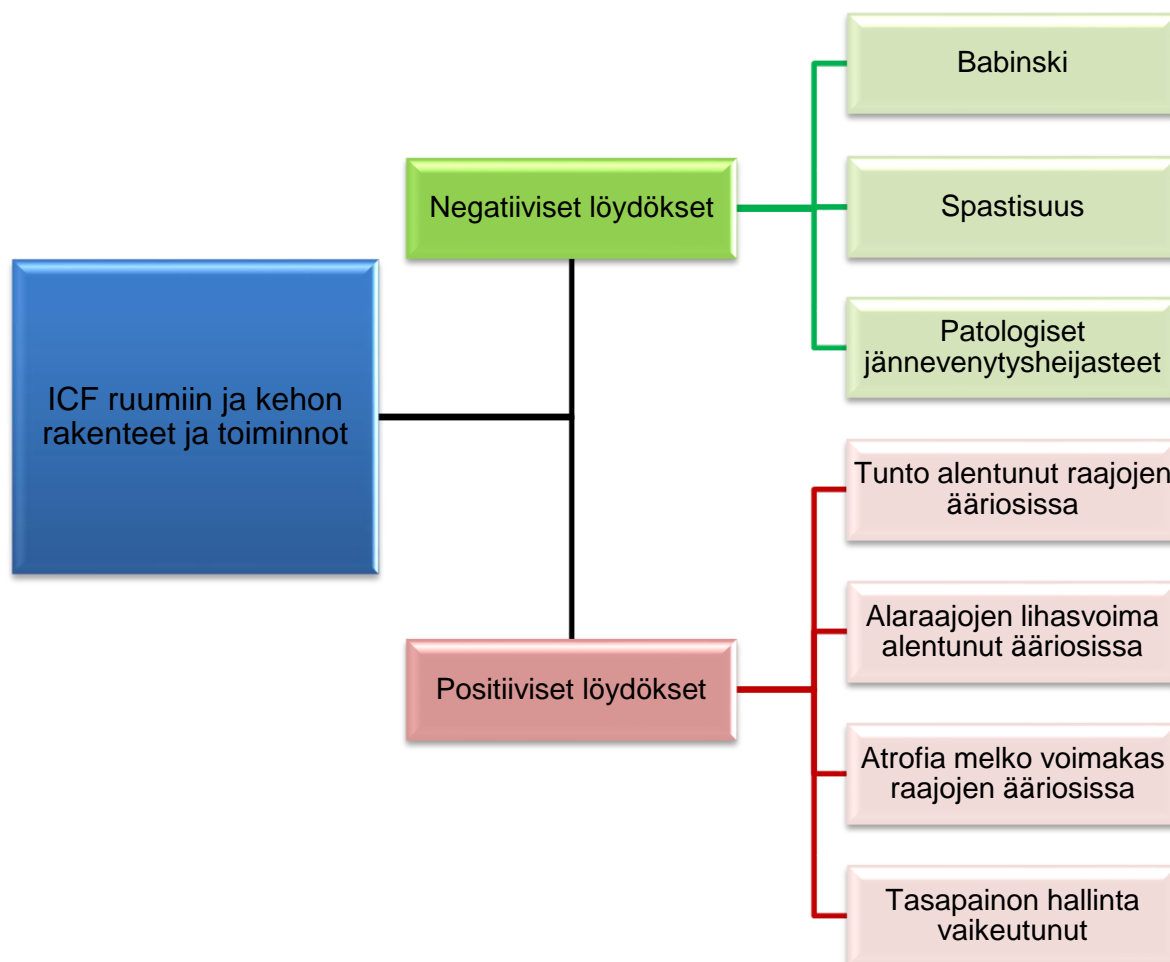 ICF ruumiin ja kehon
rakenteet ja toiminnot
Negatiiviset löydökset
Babinski
Spastisuus
Patologiset
jännevenytysheijasteet
Positiiviset löydökset
Tunto alentunut raajojen
ääriosissa
Alaraajojen lihasvoima
alentunut ääriosissa
Atrofia melko voimakas
raajojen ääriosissa
Tasapainon hallinta
vaikeutunut